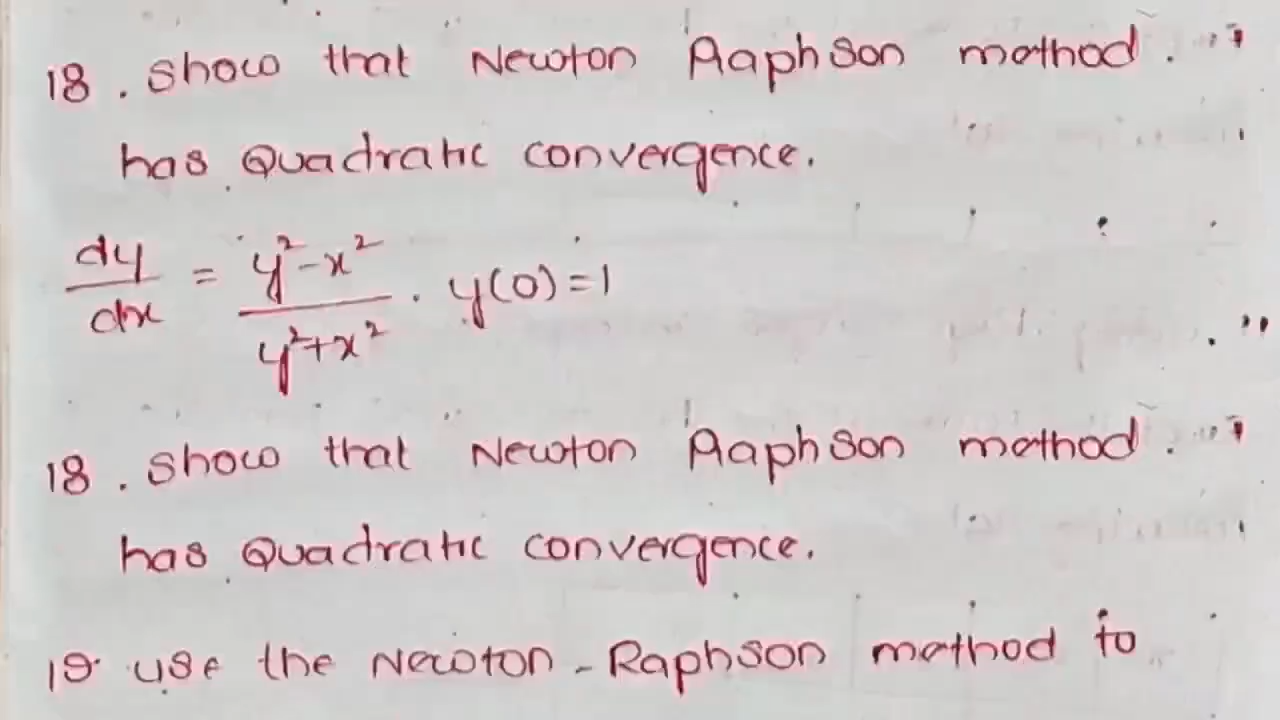 18. Show that Newton Raphson method.
has Quadratic convergence.
dy/dx = y²-x²/y²+x² . y(0)=1
18. Show that Newton Raphson method.
has Quadratic convergence.
19. Use the Newton-Raphson method to